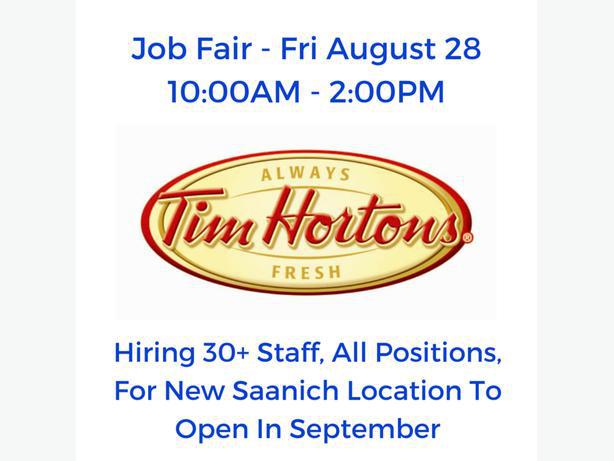 Job Fair - Fri August 28
10:00AM - 2:00PM
ALWAYS
Tim Hortons®
FRESH
Hiring 30+ Staff, All Positions,
For New Saanich Location To
Open In September